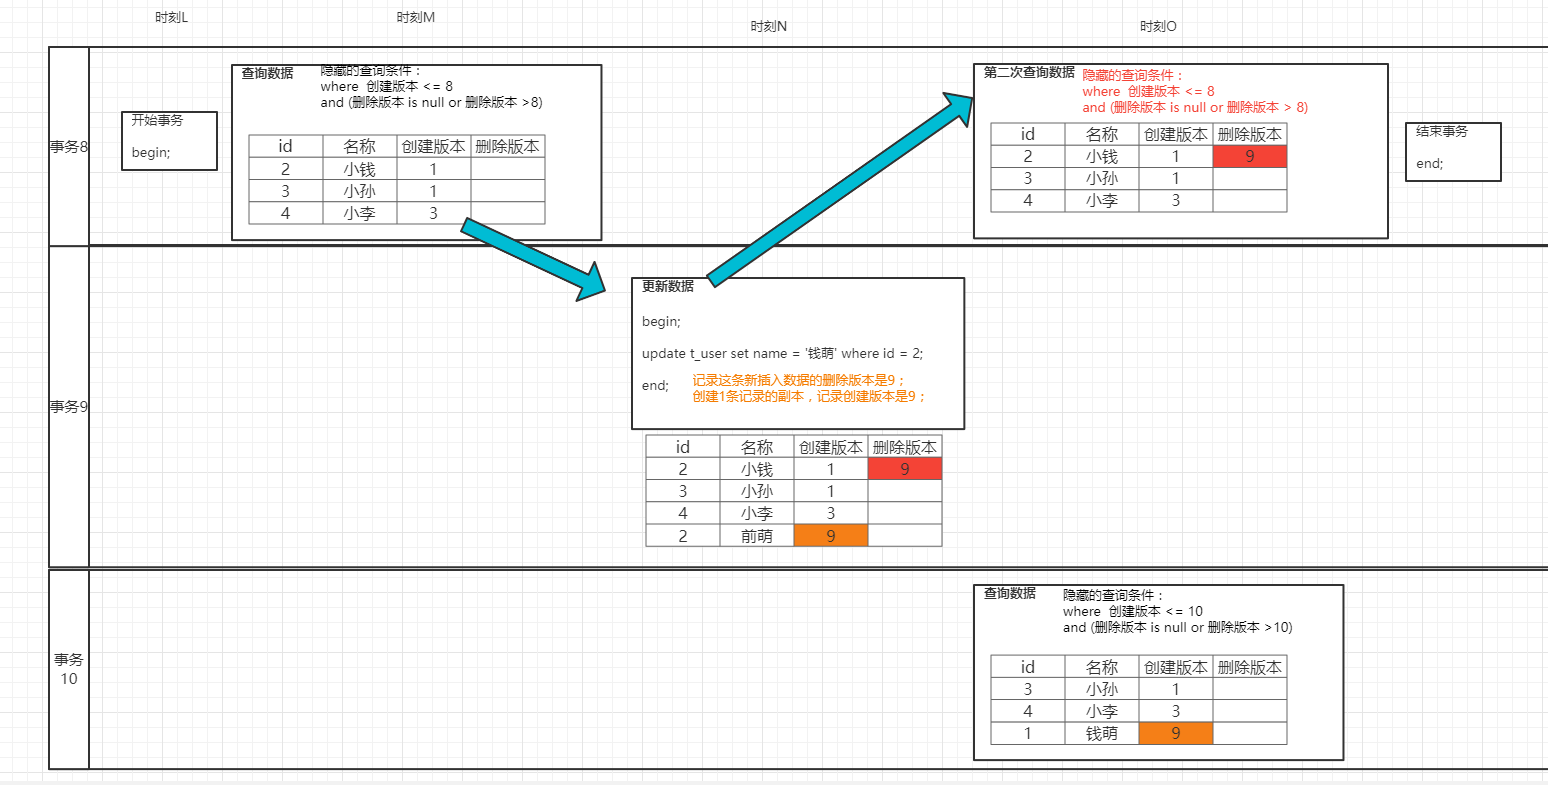 时刻L
时刻M
时刻N
时刻O
事务8
开始事务
begin;
查询数据
隐藏的查询条件：
where 创建版本 <= 8
and (删除版本 is null or 删除版本 >8)
id 名称 创建版本 删除版本
2 小钱 1
3 小孙 1
4 小李 3
第二次查询数据
隐藏的查询条件：
where 创建版本 <= 8
and (删除版本 is null or 删除版本 > 8)
id 名称 创建版本 删除版本
2 小钱 1 9
3 小孙 1
4 小李 3
结束事务
end;
事务9
更新数据
begin;
update t_user set name = '钱萌' where id = 2;
end;
记录这条新插入数据的删除版本是9；
创建1条记录的副本，记录创建版本是9；
id 名称 创建版本 删除版本
2 小钱 1 9
3 小孙 1
4 小李 3
2 前萌 9
事务
10
查询数据
隐藏的查询条件：
where 创建版本 <= 10
and (删除版本 is null or 删除版本 >10)
id 名称 创建版本 删除版本
3 小孙 1
4 小李 3
1 钱萌 9